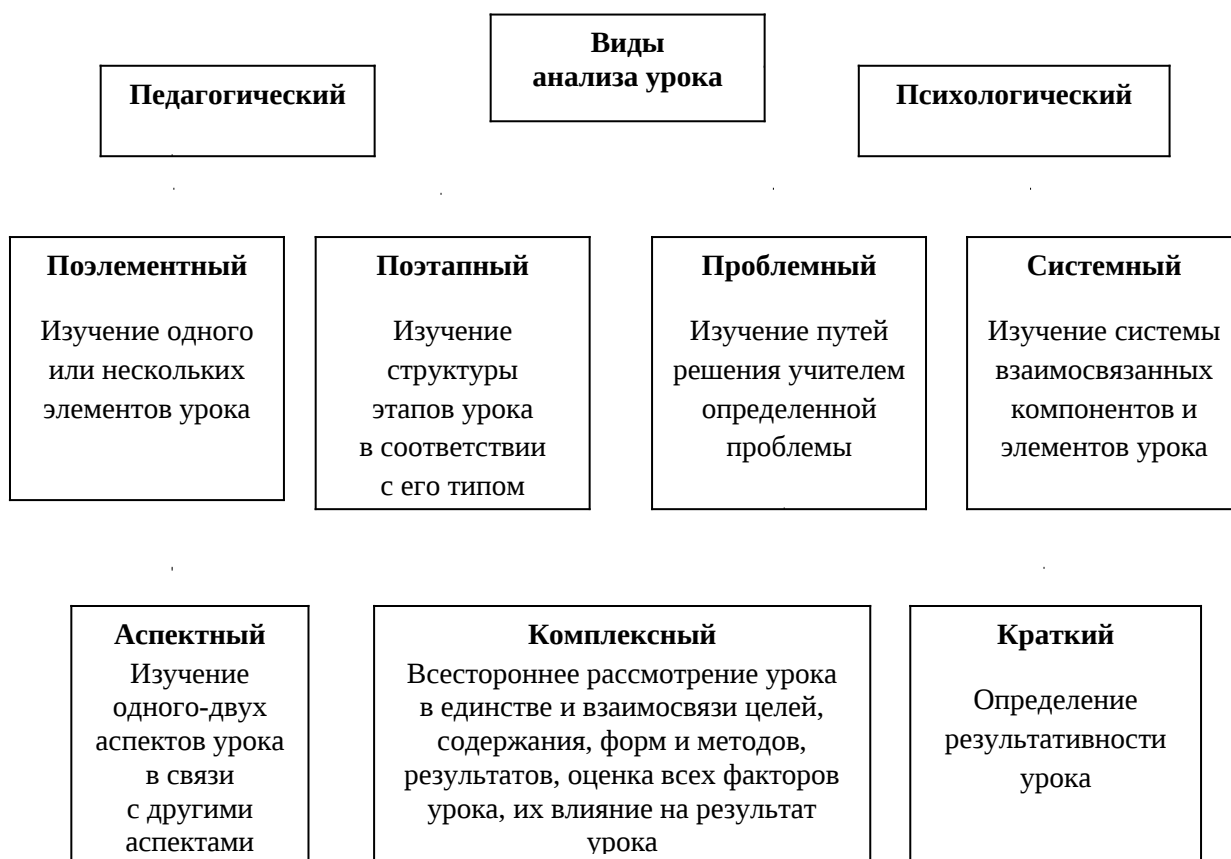 Виды
анализа урока
Педагогический
Психологический
Поэлементный
Изучение одного
или нескольких
элементов урока
Поэтапный
Изучение
структуры
этапов урока
в соответствии
с его типом
Проблемный
Изучение путей
решения учителем
определенной
проблемы
Системный
Изучение системы
взаимосвязанных
компонентов и
элементов урока
Аспектный
Изучение
одного-двух
аспектов урока
в связи
с другими
аспектами
Комплексный
Всестороннее рассмотрение урока
в единстве и взаимосвязи целей,
содержания, форм и методов,
результатов, оценка всех факторов
урока, их влияние на результат
урока
Краткий
Определение
результативности
урока